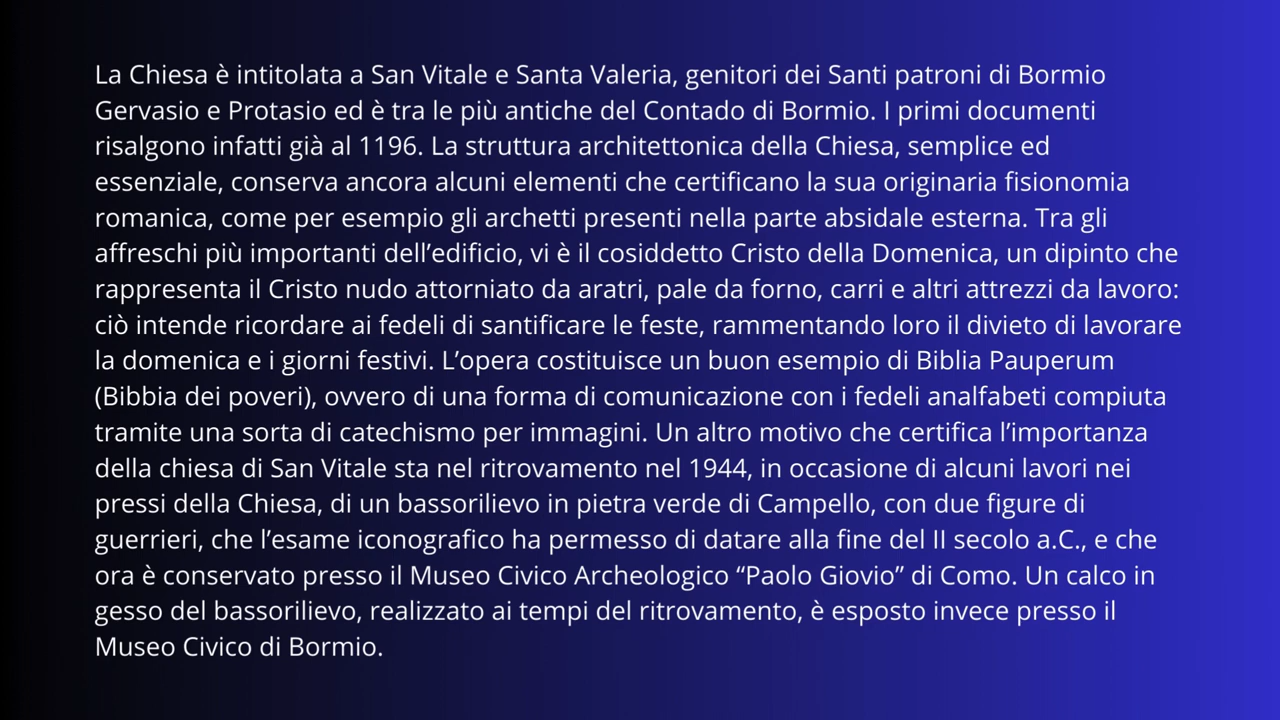 La Chiesa è intitolata a San Vitale e Santa Valeria, genitori dei Santi patroni di Bormio
Gervasio e Protasio ed è tra le più antiche del Contado di Bormio. I primi documenti
risalgono infatti già al 1196. La struttura architettonica della Chiesa, semplice ed
essenziale, conserva ancora alcuni elementi che certificano la sua originaria fisionomia
romanica, come per esempio gli archetti presenti nella parte absidale esterna. Tra gli
affreschi più importanti dell’edificio, vi è il cosiddetto Cristo della Domenica, un dipinto che
rappresenta il Cristo nudo attorniato da aratri, pale da forno, carri e altri attrezzi da lavoro:
ciò intende ricordare ai fedeli di santificare le feste, rammentando loro il divieto di lavorare
la domenica e i giorni festivi. L’opera costituisce un buon esempio di Biblia Pauperum
(Bibbia dei poveri), ovvero di una forma di comunicazione con i fedeli analfabeti compiuta
tramite una sorta di catechismo per immagini. Un altro motivo che certifica l’importanza
della chiesa di San Vitale sta nel ritrovamento nel 1944, in occasione di alcuni lavori nei
pressi della Chiesa, di un bassorilievo in pietra verde di Campello, con due figure di
guerrieri, che l’esame iconografico ha permesso di datare alla fine del II secolo a.C., e che
ora è conservato presso il Museo Civico Archeologico “Paolo Giovio” di Como. Un calco in
gesso del bassorilievo, realizzato ai tempi del ritrovamento, è esposto invece presso il
Museo Civico di Bormio.